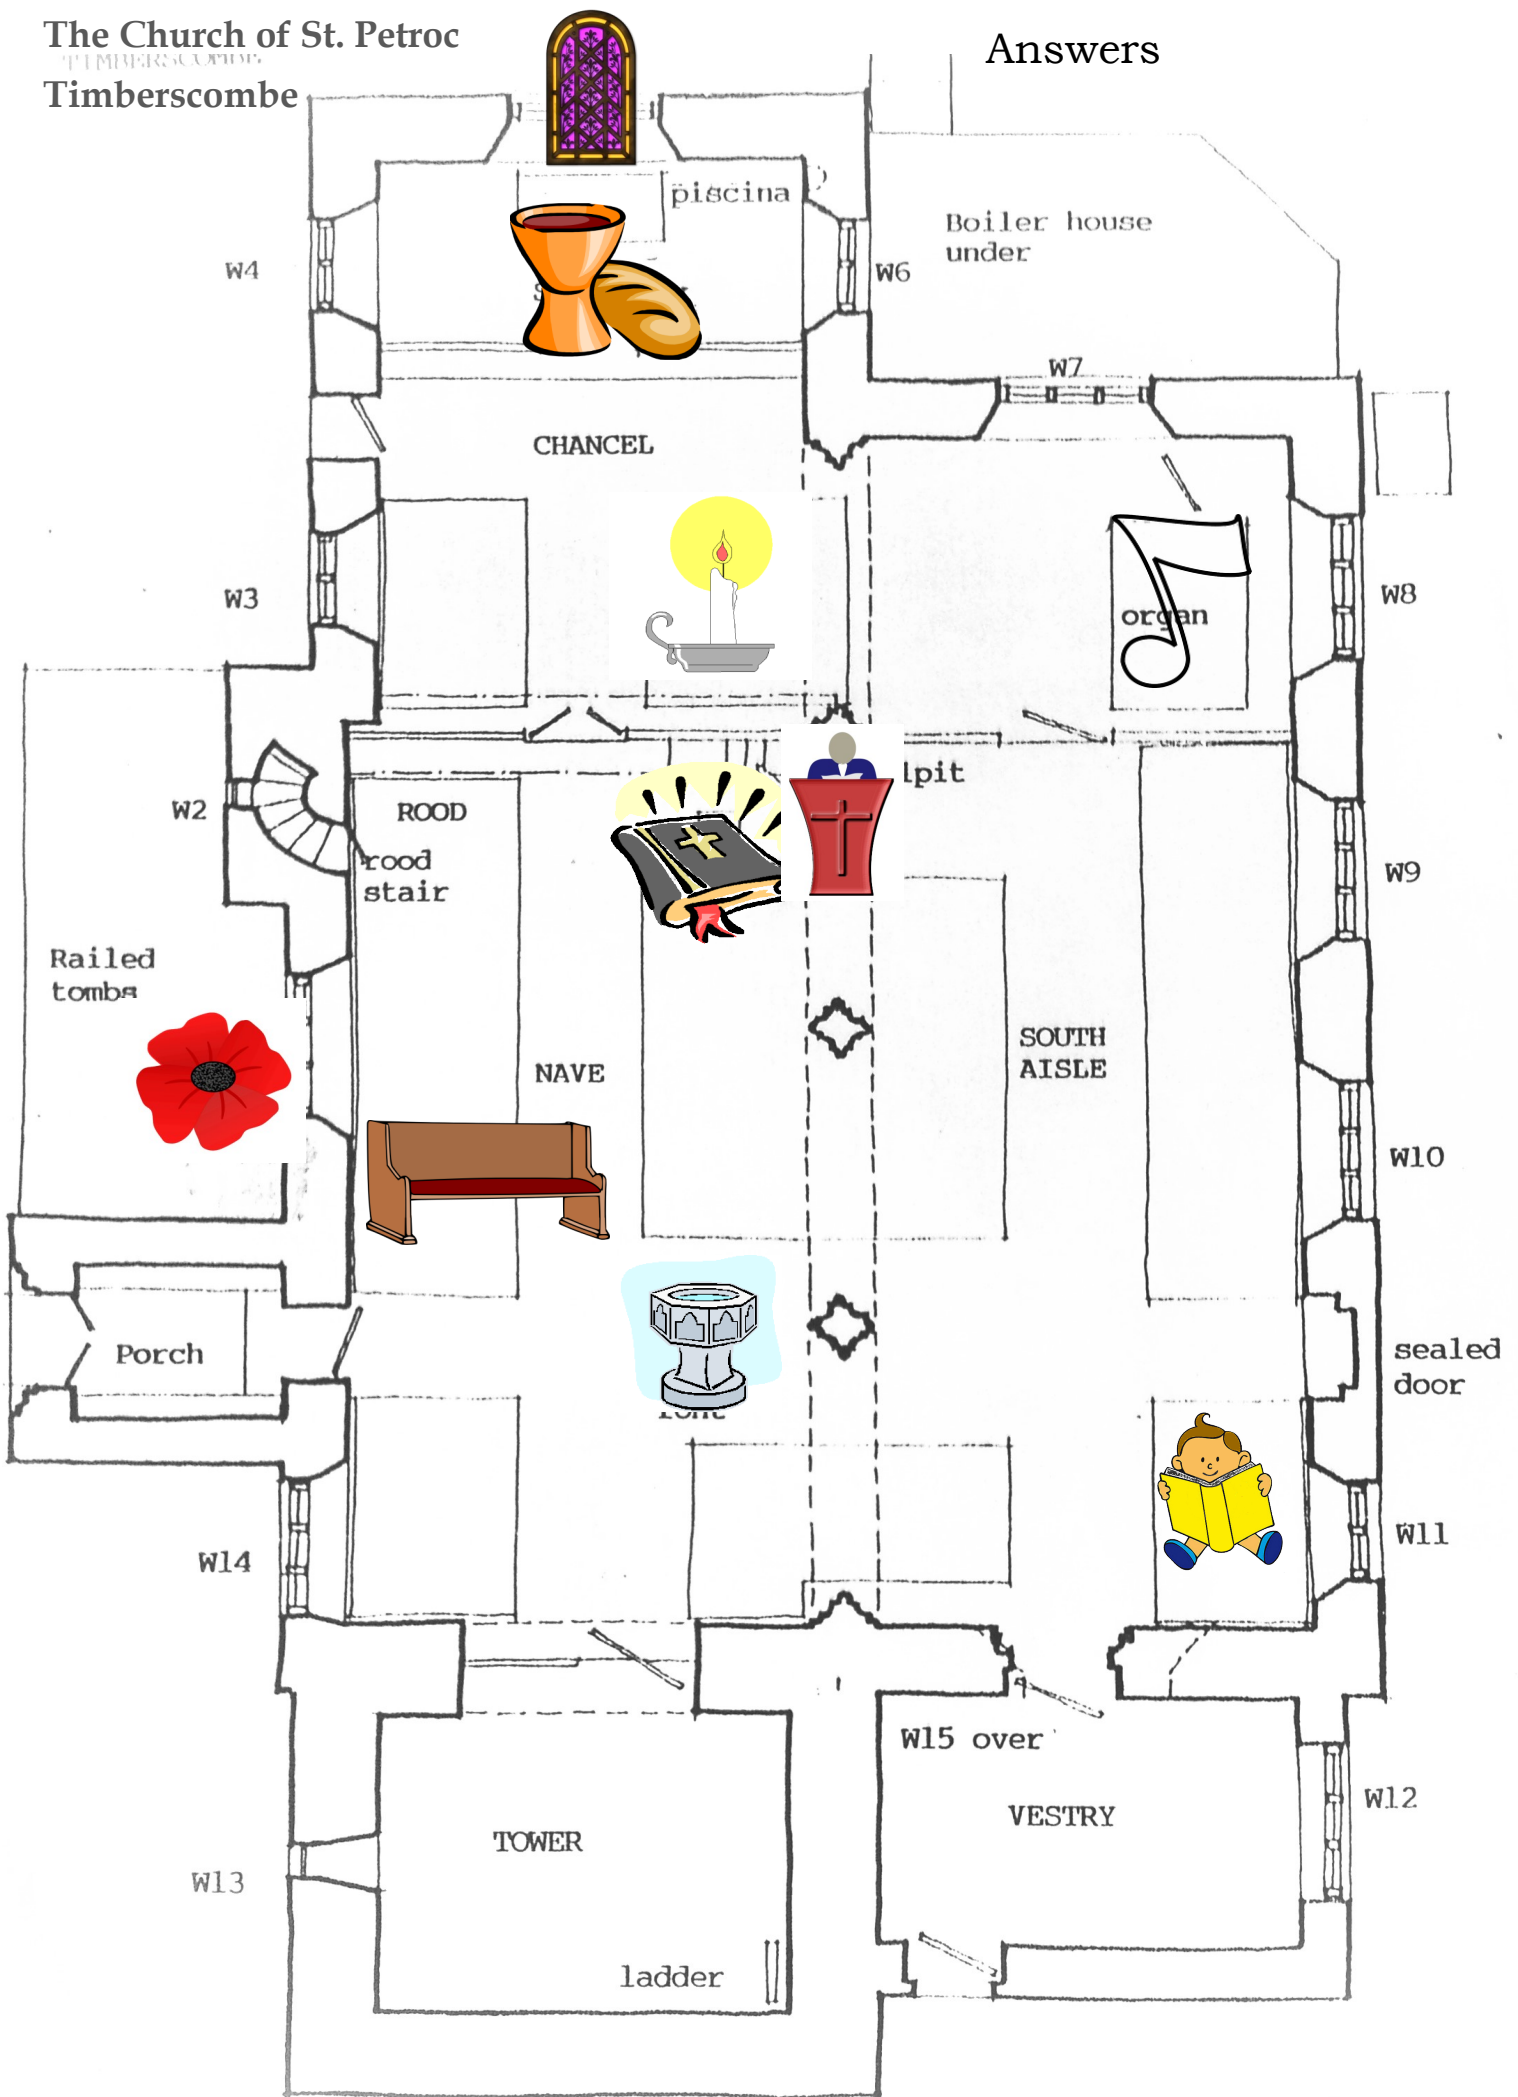 The Church of St. Petroc
TIMBERSCOMBE
Timberscombe
Answers
piscina
Boiler house
under
W4
W6
W7
CHANCEL
W3
organ
W8
W2
ROOD
rood
stair
lpit
W9
Railed
tombs
NAVE
SOUTH
AISLE
W10
Porch
sealed
door
font
W14
W11
W15 over
VESTRY
W12
TOWER
W13
ladder